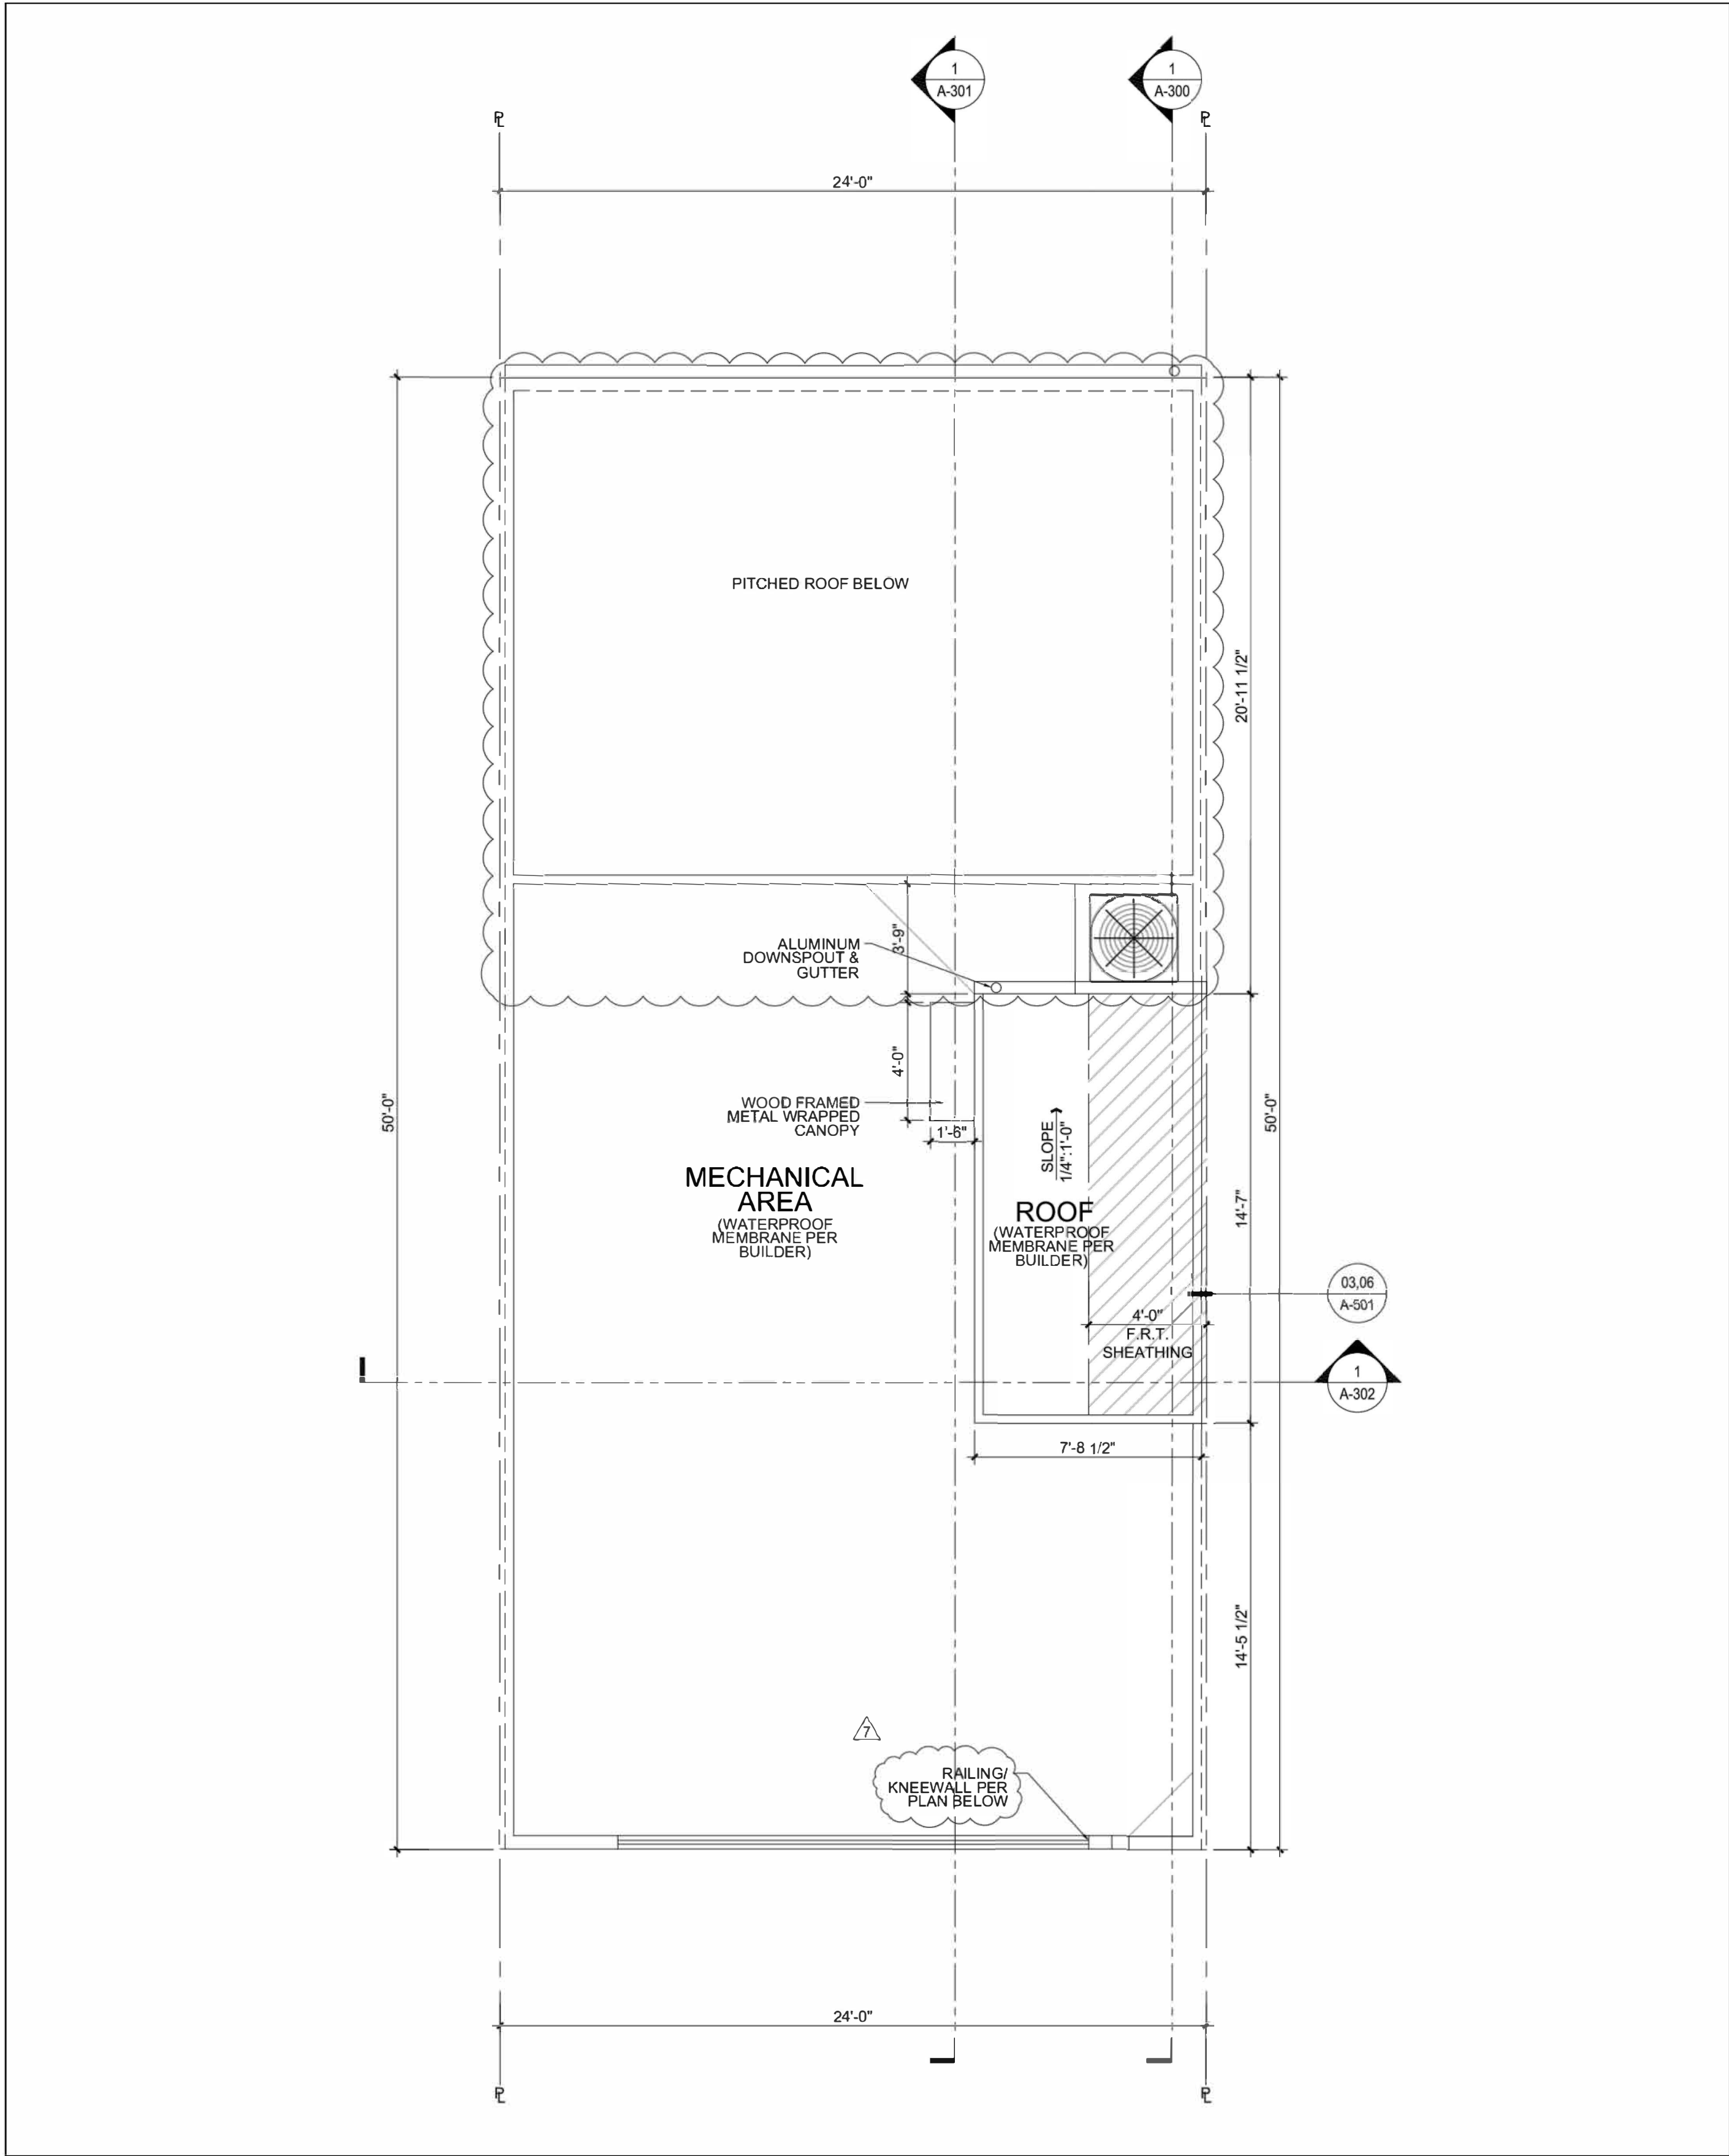 1
A-301
1
A-300
PL
PL
24'-0"
PITCHED ROOF BELOW
20'-11 1/2"
ALUMINUM
DOWNSPOUT &
GUTTER
3'-9"
4'-0"
50'-0"
WOOD FRAMED
METAL WRAPPED
CANOPY
1'-6"
SLOPE
1/4":1'-0"
50'-0"
MECHANICAL
AREA
(WATERPROOF
MEMBRANE PER
BUILDER)
ROOF
(WATERPROOF
MEMBRANE PER
BUILDER)
14'-7"
03,06
A-501
4'-0"
F.R.T.
SHEATHING
1
A-302
7'-8 1/2"
14'-5 1/2"
7
RAILING/
KNEEWALL PER
PLAN BELOW
24'-0"
PL
PL